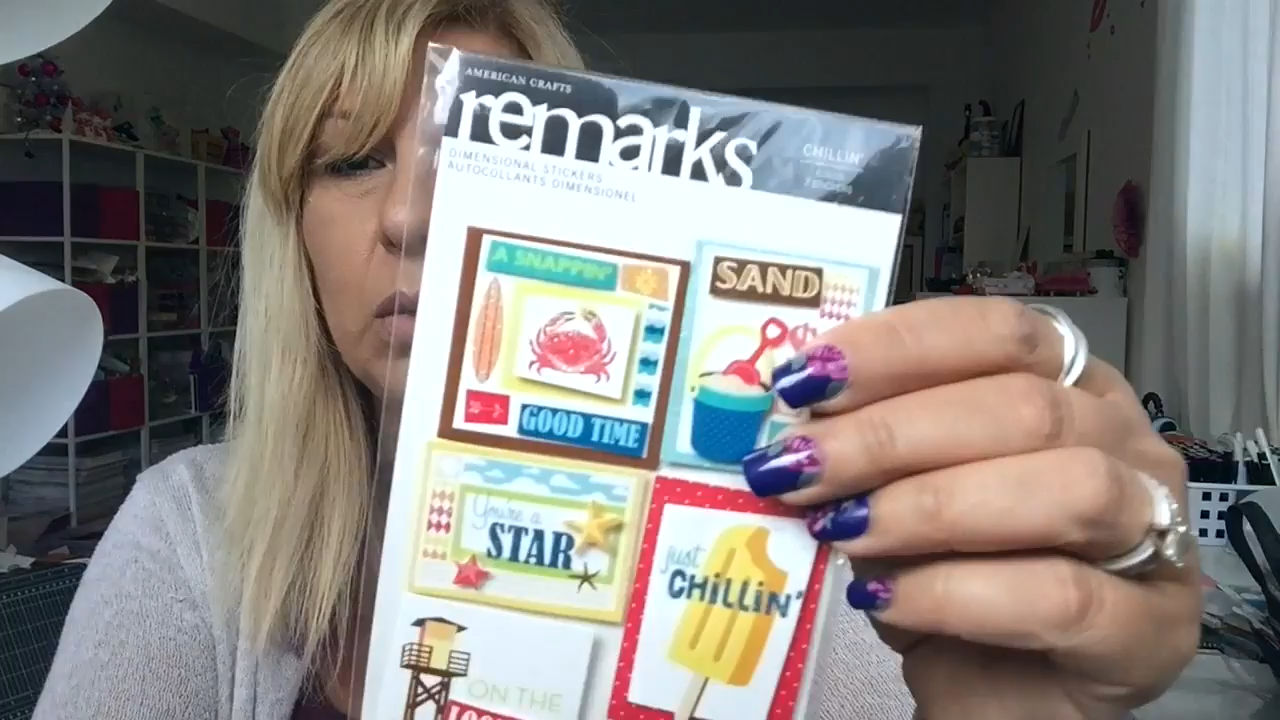 AMERICAN CRAFTS
remarks
CHILLIN'
DIMENSIONAL STICKERS
AUTOCOLLANTS DIMENSIONEL
A SNAPPIN'
GOOD TIME
SAND
You're a
STAR
just
CHiLLiN'
ON THE